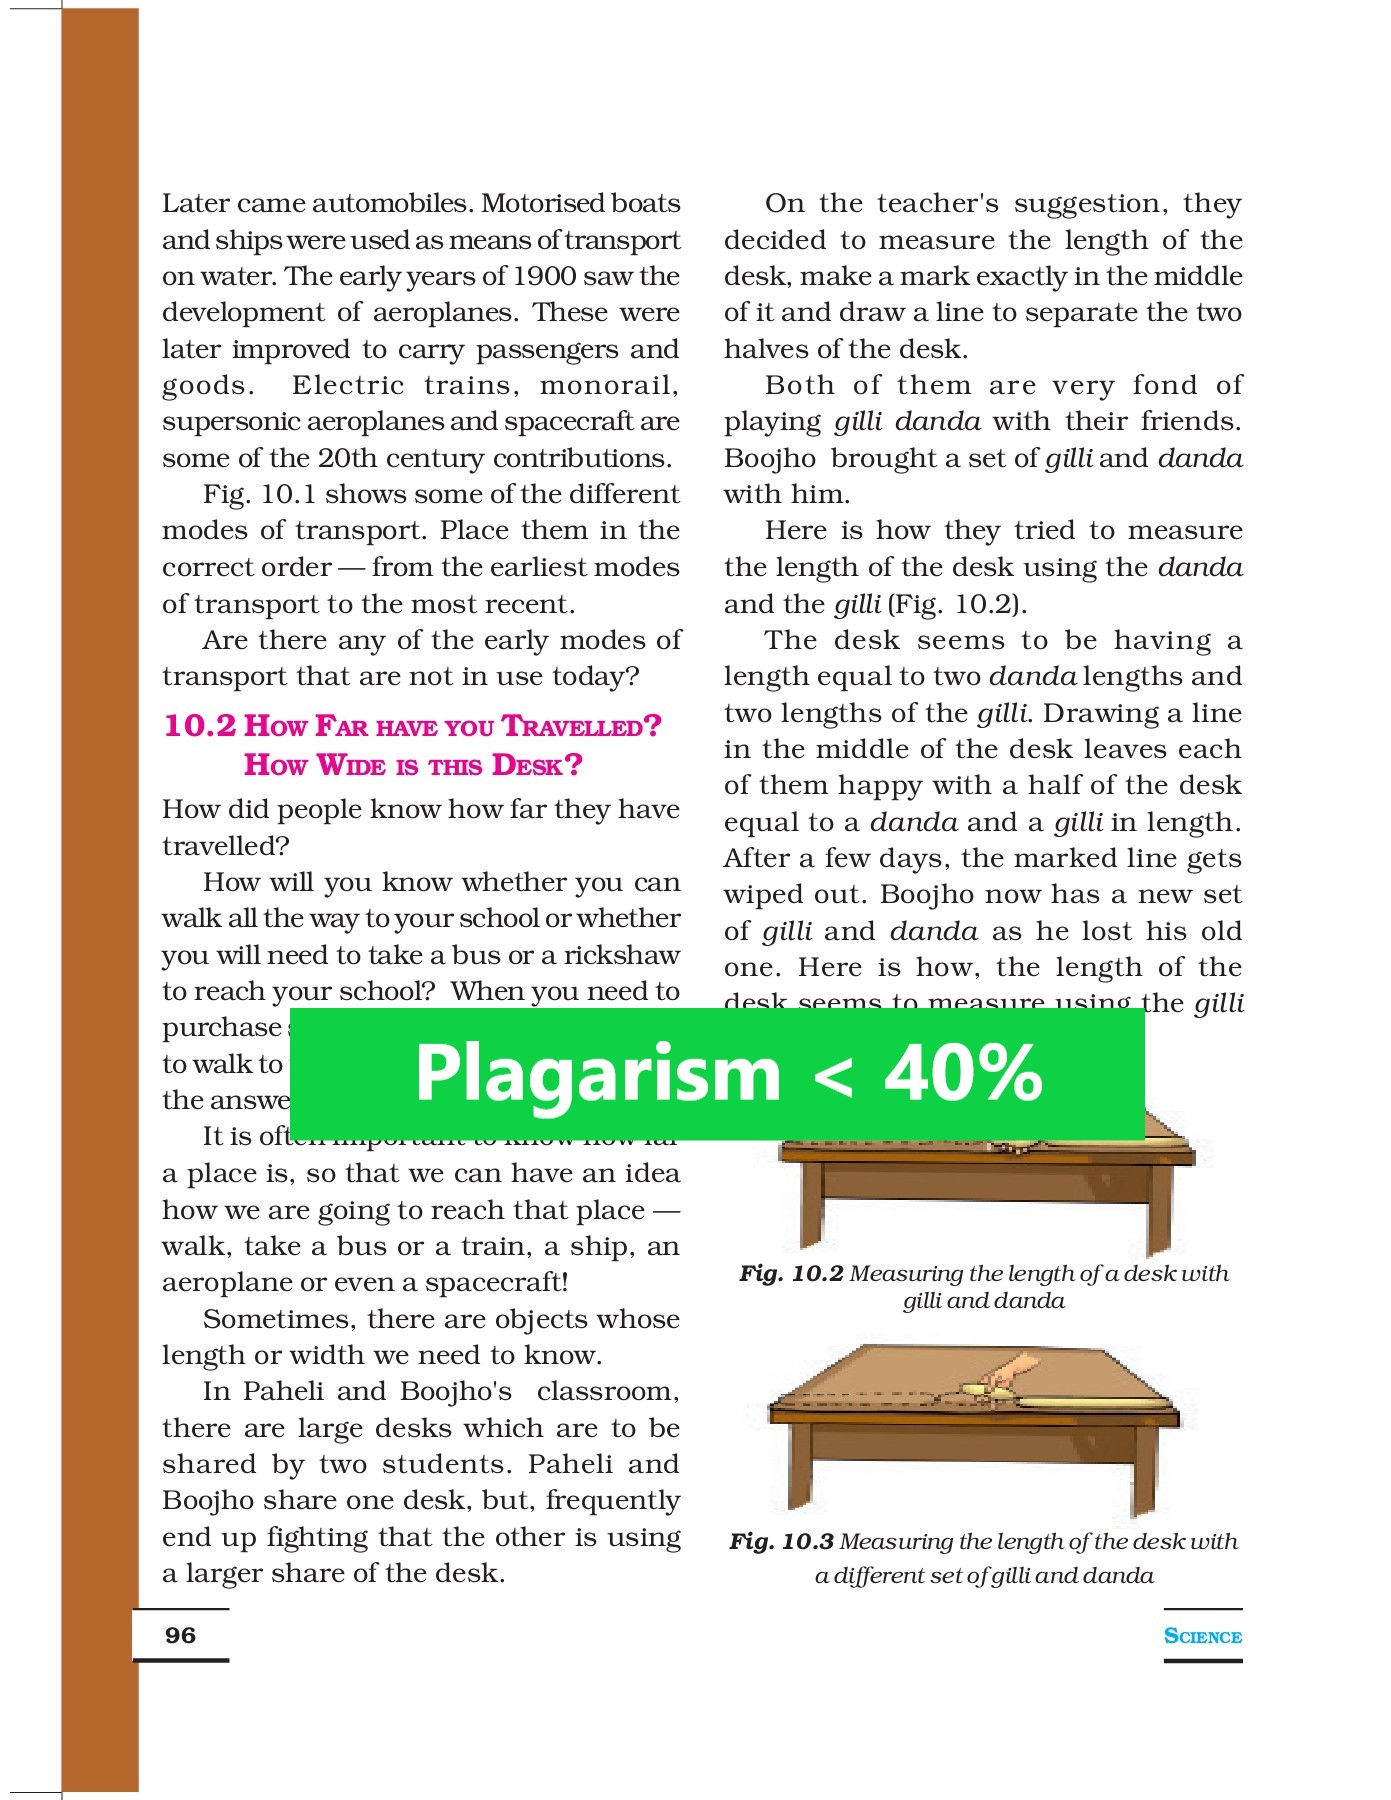 Later came automobiles. Motorised boats
and ships were used as means of transport
on water. The early years of 1900 saw the
development of aeroplanes. These were
later improved to carry passengers and
goods. Electric trains, monorail,
supersonic aeroplanes and spacecraft are
some of the 20th century contributions.
Fig. 10.1 shows some of the different
modes of transport. Place them in the
correct order — from the earliest modes
of transport to the most recent.
Are there any of the early modes of
transport that are not in use today?
10.2 How Far have you Travelled?
How Wide is this Desk?
How did people know how far they have
travelled?
How will you know whether you can
walk all the way to your school or whether
you will need to take a bus or a rickshaw
to reach your school? When you need to
purchase
to walk to
the
It is often important to know how far
a place is, so that we can have an idea
how we are going to reach that place —
walk, take a bus or a train, a ship, an
aeroplane or even a spacecraft!
Sometimes, there are objects whose
length or width we need to know.
In Paheli and Boojho's classroom,
there are large desks which are to be
shared by two students. Paheli and
Boojho share one desk, but, frequently
end up fighting that the other is using
a larger share of the desk.
On the teacher's suggestion, they
decided to measure the length of the
desk, make a mark exactly in the middle
of it and draw a line to separate the two
halves of the desk.
Both of them are very fond of
playing gilli danda with their friends.
Boojho brought a set of gilli and danda
with him.
Here is how they tried to measure
the length of the desk using the danda
and the gilli (Fig. 10.2).
The desk seems to be having a
length equal to two danda lengths and
two lengths of the gilli. Drawing a line
in the middle of the desk leaves each
of them happy with a half of the desk
equal to a danda and a gilli in length.
After a few days, the marked line gets
wiped out. Boojho now has a new set
of gilli and danda as he lost his old
one. Here is how, the length of the
desk seems to measure using the gilli
Plagarism < 40%
Fig. 10.2 Measuring the length of a desk with
gilli and danda
Fig. 10.3 Measuring the length of the desk with
a different set of gilli and danda
96
Science